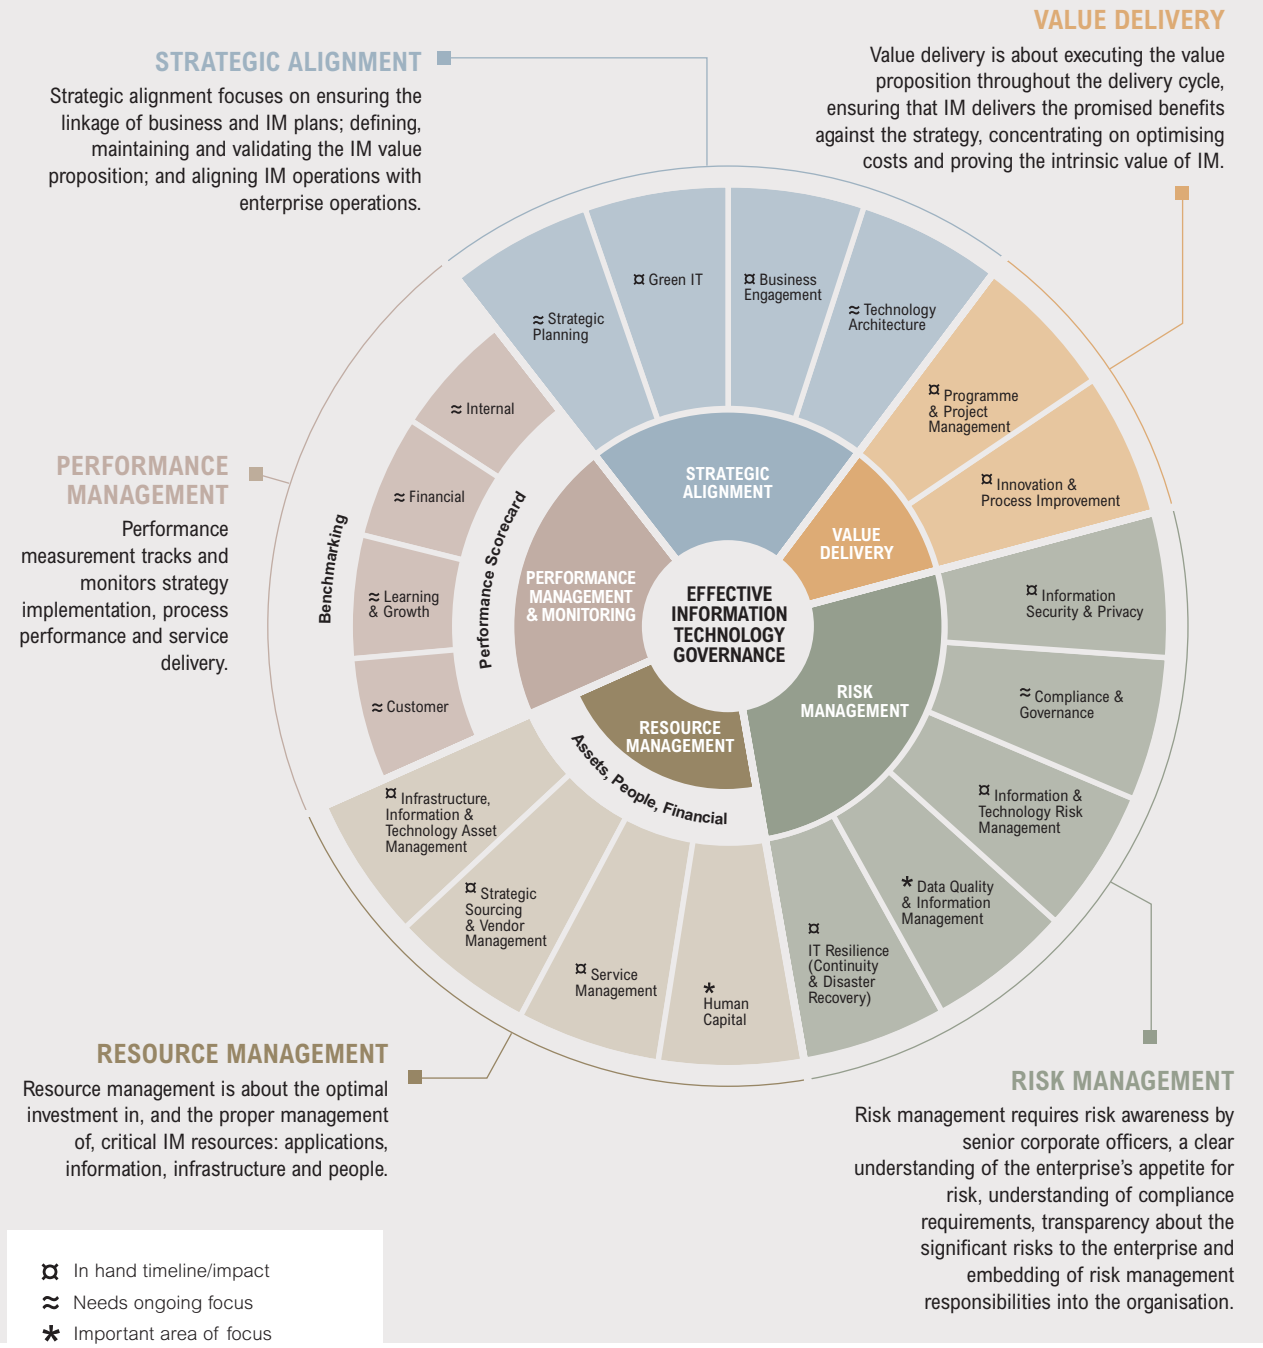 VALUE DELIVERY
Value delivery is about executing the value
proposition throughout the delivery cycle,
ensuring that IM delivers the promised benefits
against the strategy, concentrating on optimising
costs and proving the intrinsic value of IM.
STRATEGIC ALIGNMENT
Strategic alignment focuses on ensuring the
linkage of business and IM plans; defining,
maintaining and validating the IM value
proposition; and aligning IM operations with
enterprise operations.
≈ Strategic
Planning
¤ Green IT
¤ Business
Engagement
≈ Technology
Architecture
¤ Programme
& Project
Management
¤ Innovation &
Process Improvement
≈ Internal
≈ Financial
≈ Learning
& Growth
≈ Customer
Benchmarking
Performance Scorecard
STRATEGIC
ALIGNMENT
VALUE
DELIVERY
PERFORMANCE
MANAGEMENT
& MONITORING
EFFECTIVE
INFORMATION
TECHNOLOGY
GOVERNANCE
RISK
MANAGEMENT
RESOURCE
MANAGEMENT
Assets, People, Financial
PERFORMANCE
MANAGEMENT
Performance
measurement tracks and
monitors strategy
implementation, process
performance and service
delivery.
¤ Information
Security & Privacy
≈ Compliance &
Governance
¤ Information &
Technology Risk
Management
* Data Quality
& Information
Management
¤
IT Resilience
(Continuity
& Disaster
Recovery)
¤ Infrastructure,
Information &
Technology Asset
Management
¤ Strategic
Sourcing
& Vendor
Management
¤ Service
Management
*
Human
Capital
RESOURCE MANAGEMENT
Resource management is about the optimal
investment in, and the proper management
of, critical IM resources: applications,
information, infrastructure and people.
RISK MANAGEMENT
Risk management requires risk awareness by
senior corporate officers, a clear
understanding of the enterprise's appetite for
risk, understanding of compliance
requirements, transparency about the
significant risks to the enterprise and
embedding of risk management
responsibilities into the organisation.
¤ In hand timeline/impact
≈ Needs ongoing focus
* Important area of focus